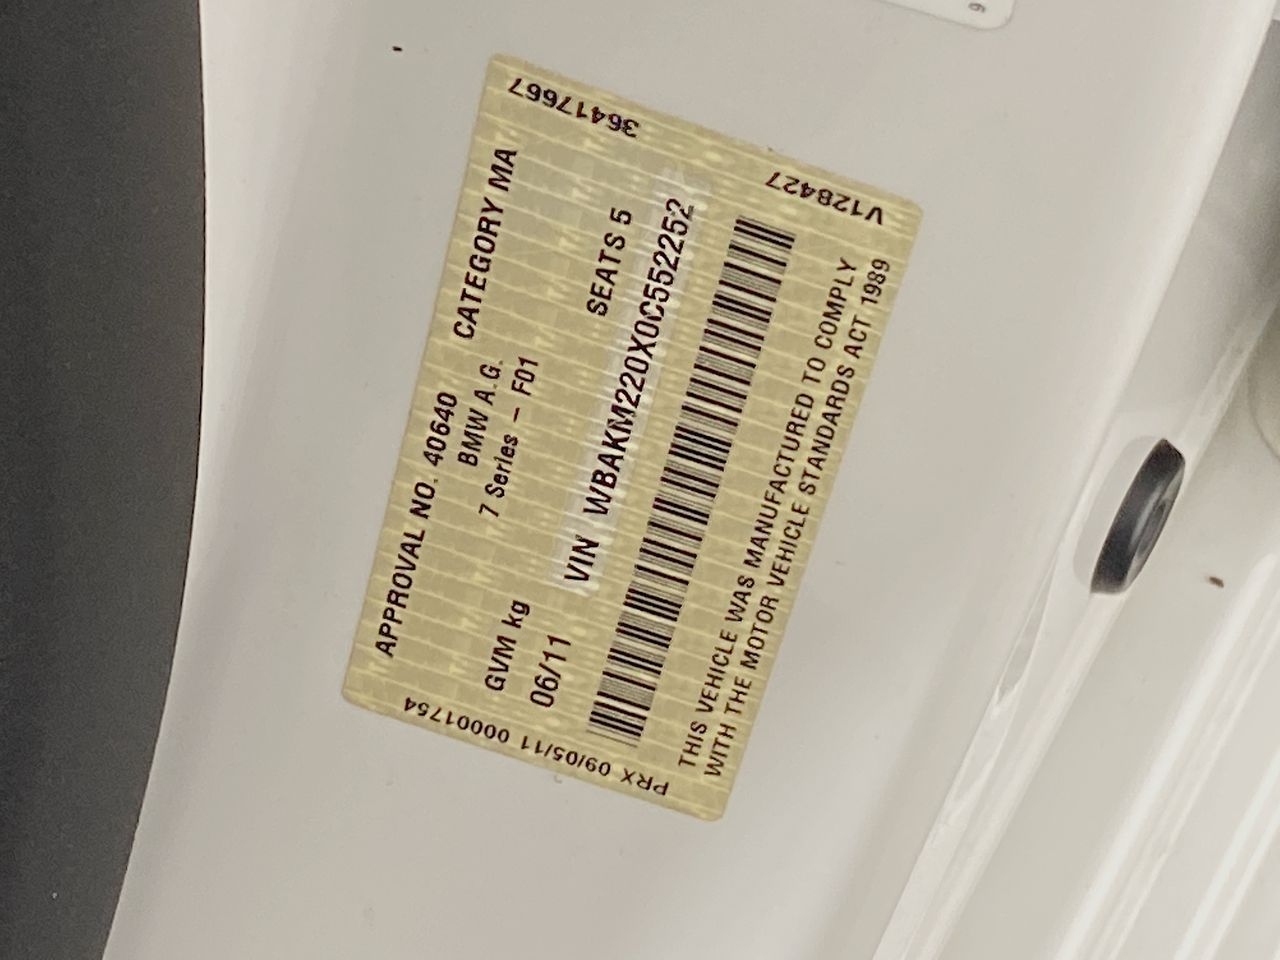 APPROVAL NO. 40640 CATEGORY MA
BMW A.G.
7 Series – F01
GVM kg SEATS 5
06/11
VIN WBAKM220X0C552252
THIS VEHICLE WAS MANUFACTURED TO COMPLY
WITH THE MOTOR VEHICLE STANDARDS ACT 1989
PRX 09/05/11 00001754
V128427 36417667
9